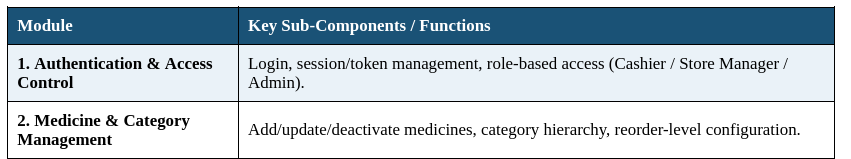 Module
Key Sub-Components / Functions
1. Authentication & Access
Control
Login, session/token management, role-based access (Cashier / Store Manager /
Admin).
2. Medicine & Category
Management
Add/update/deactivate medicines, category hierarchy, reorder-level configuration.